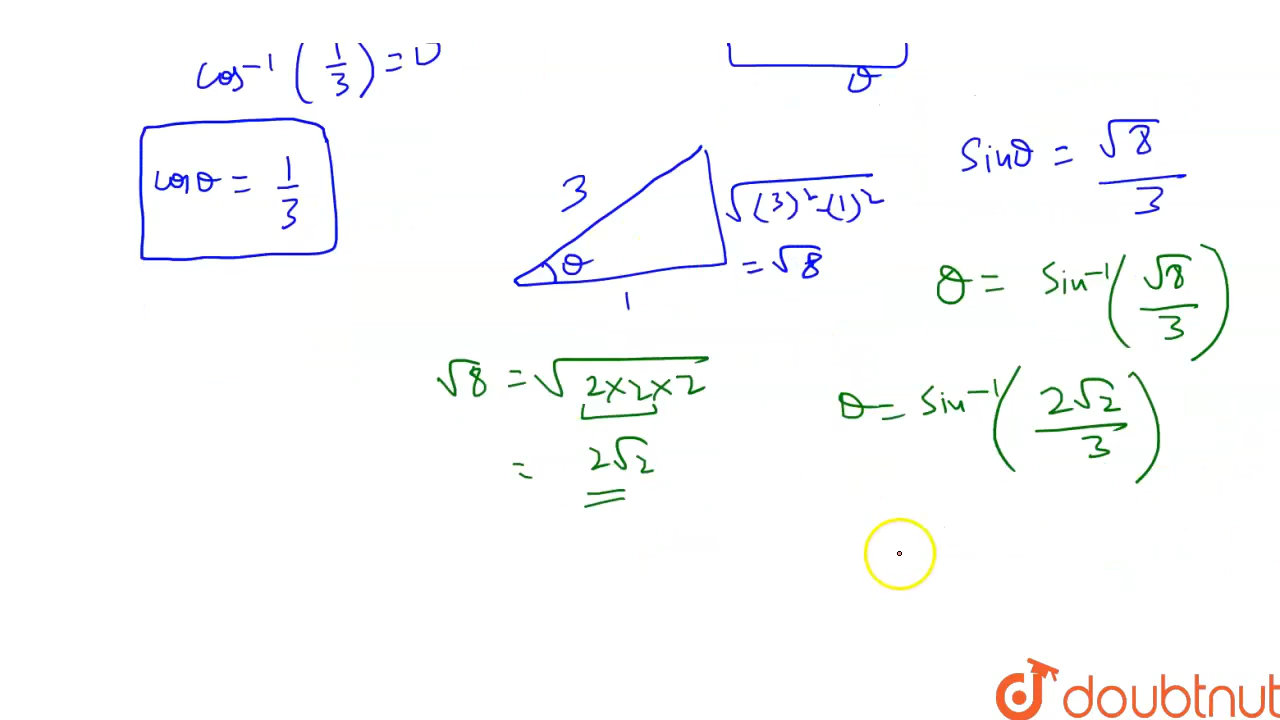 cos⁻¹(1/3) = θ
θ
cosθ = 1/3
3
θ
1
√(3)² - (1)²
= √8
sinθ = √8/3
θ = sin⁻¹(√8/3)
√8 = √2×2×2
= 2√2
θ = sin⁻¹(2√2/3)
doubtnut